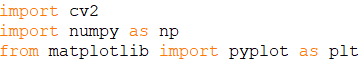 import cv2
import numpy as np
from matplotlib import pyplot as plt